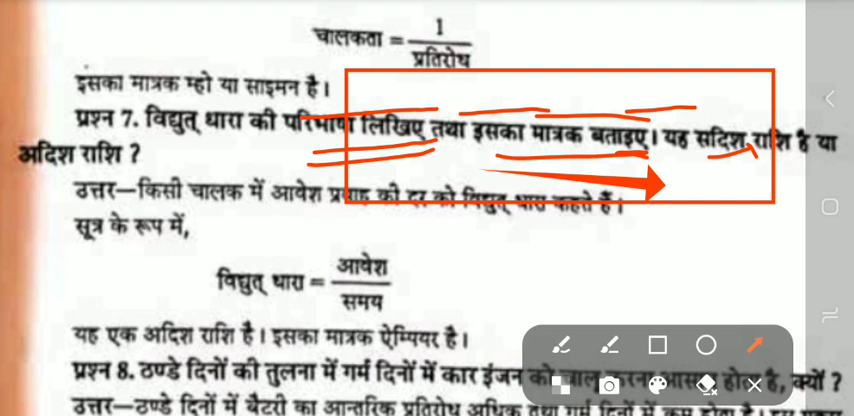 चालकता = 1
प्रतिरोध
इसका मात्रक म्हो या साइमन है।
प्रश्न 7. विद्युत् धारा की परिभाषा लिखिए तथा इसका मात्रक बताइए। यह सदिश राशि है या
अदिश राशि ?
उत्तर—किसी चालक में आवेश प्रवाह की दर को विद्युत् धारा कहते हैं।
सूत्र के रूप में,
विद्युत् धारा = आवेश
समय
यह एक अदिश राशि है। इसका मात्रक ऐम्पियर है।
प्रश्न 8. ठण्डे दिनों की तुलना में गर्म दिनों में कार इंजन को चालू करना आसान होता है, क्यों ?
उत्तर—ठण्डे दिनों में बैटरी का आन्तरिक प्रतिरोध अधिक तथा गर्म दिनों में कम होता है।